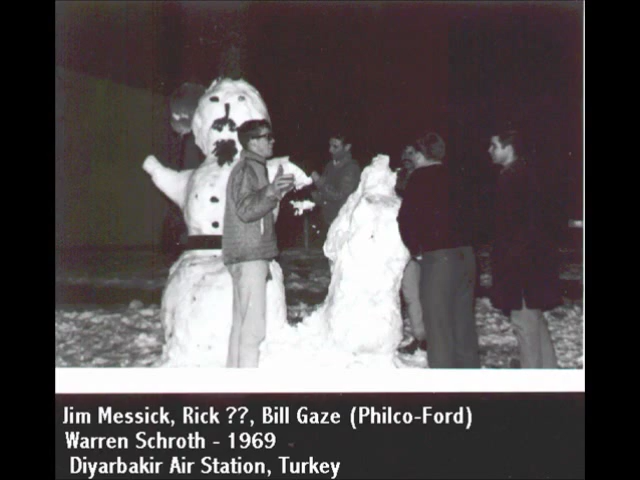 Jim Messick, Rick ??, Bill Gaze (Philco-Ford)
Warren Schroth - 1969
Diyarbakir Air Station, Turkey